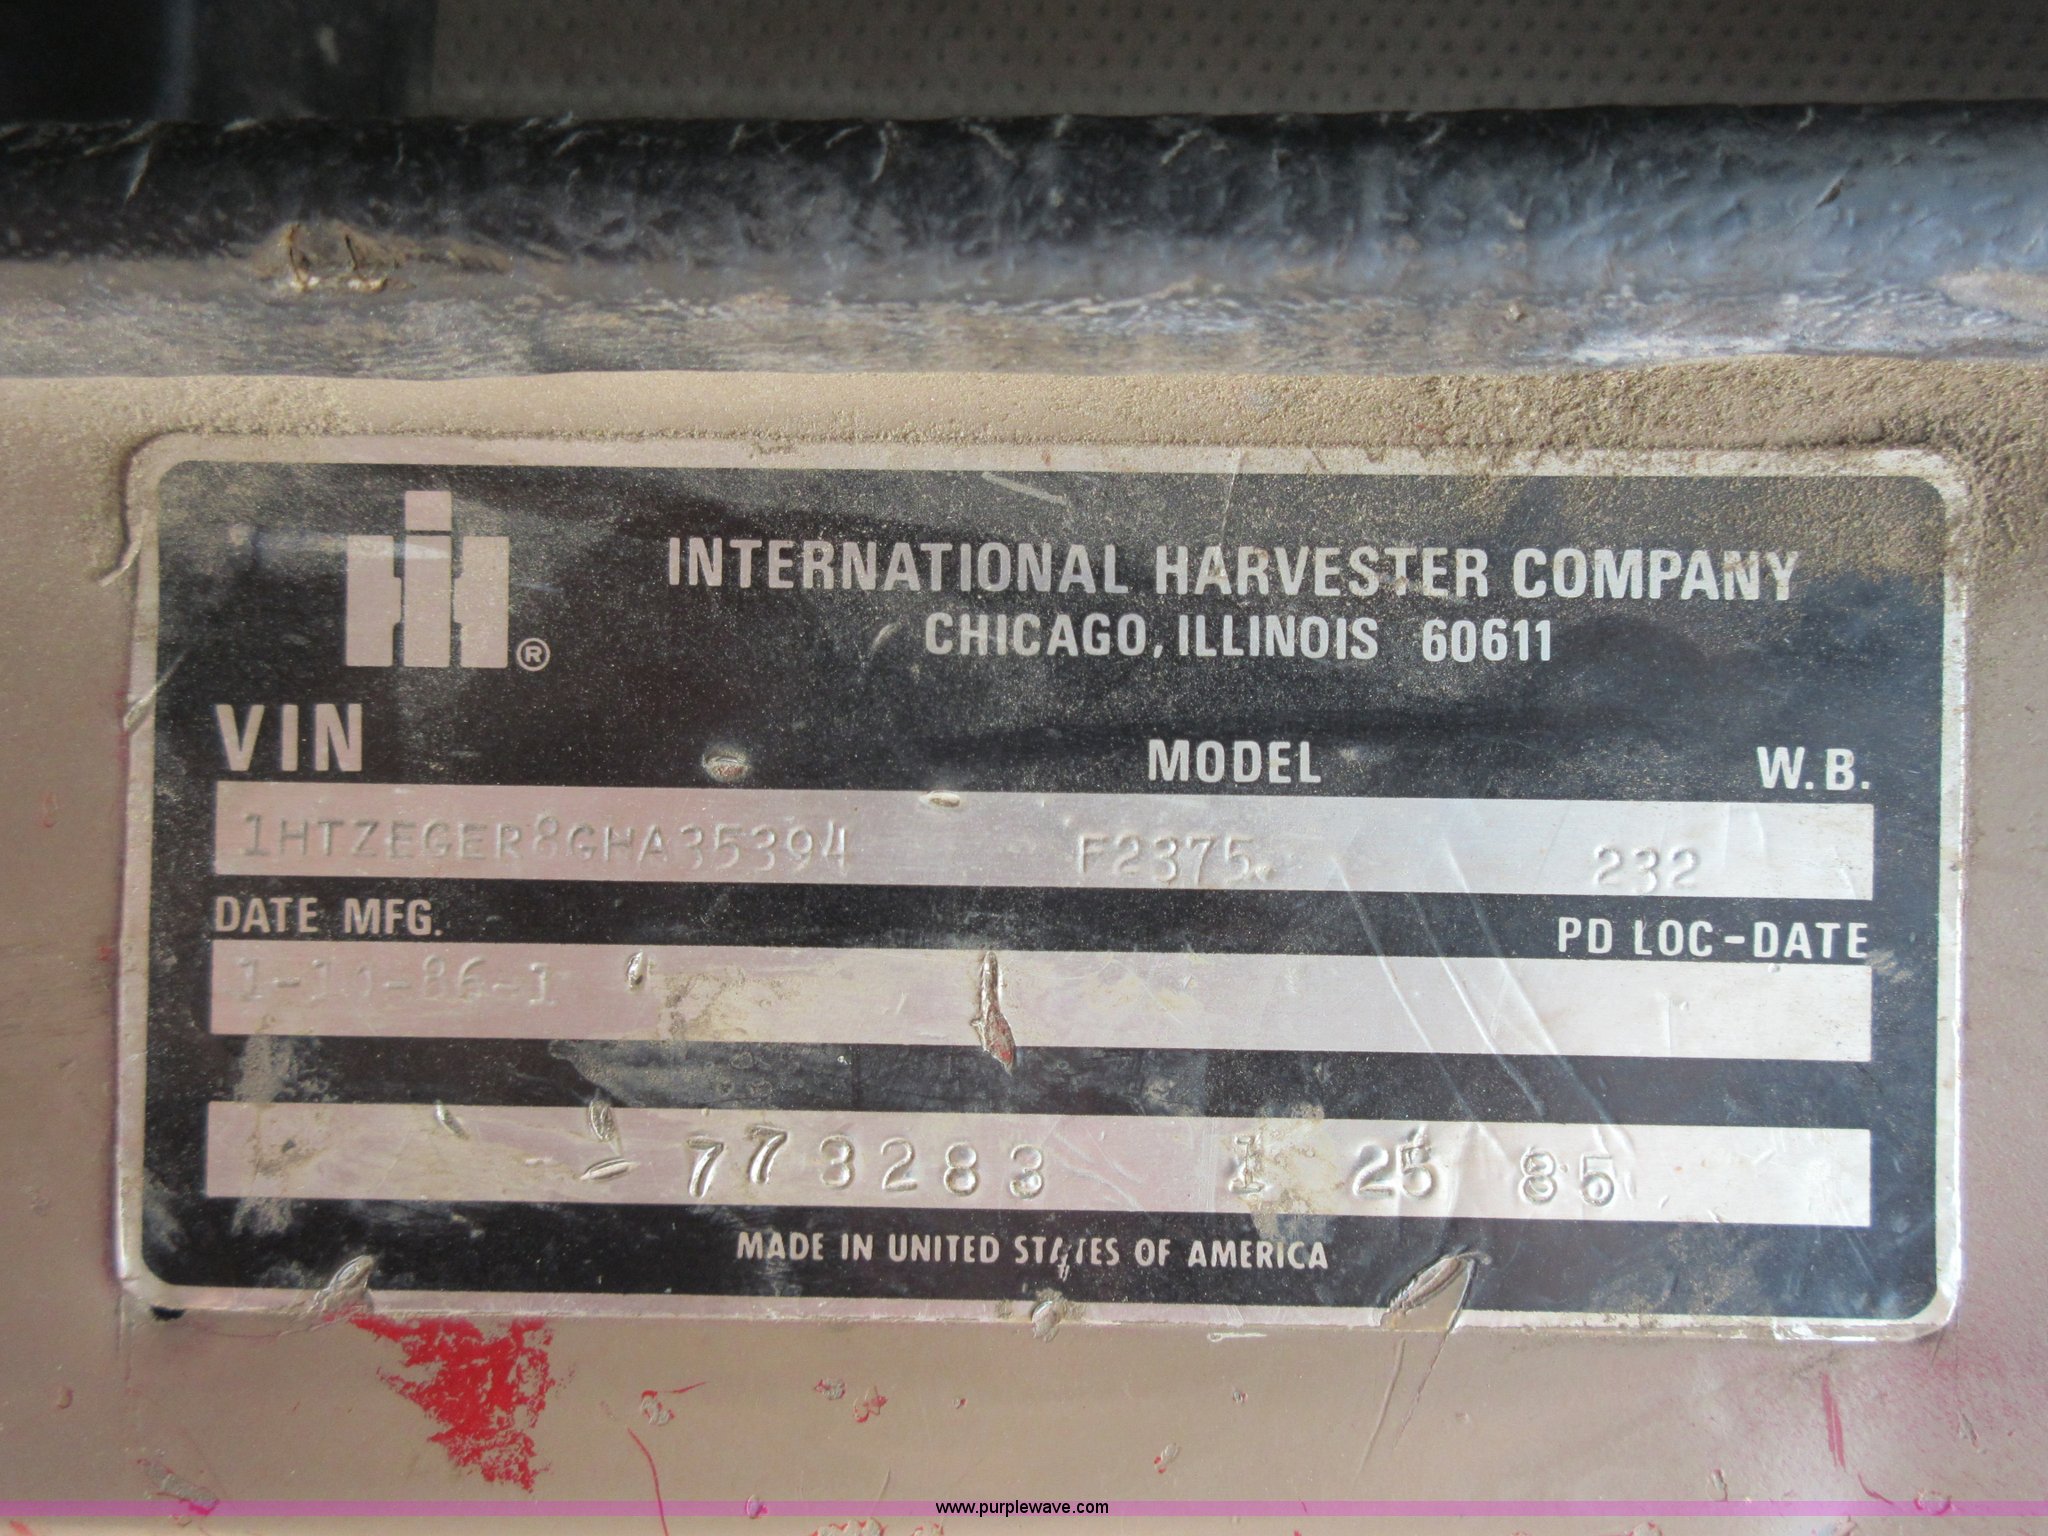 INTERNATIONAL HARVESTER COMPANY
CHICAGO, ILLINOIS 60611
VIN MODEL W.B.
1HTZEGER8GHA35394 F2375 232
DATE MFG. PD LOC-DATE
773283 1 25 85
MADE IN UNITED STATES OF AMERICA
www.purplewave.com